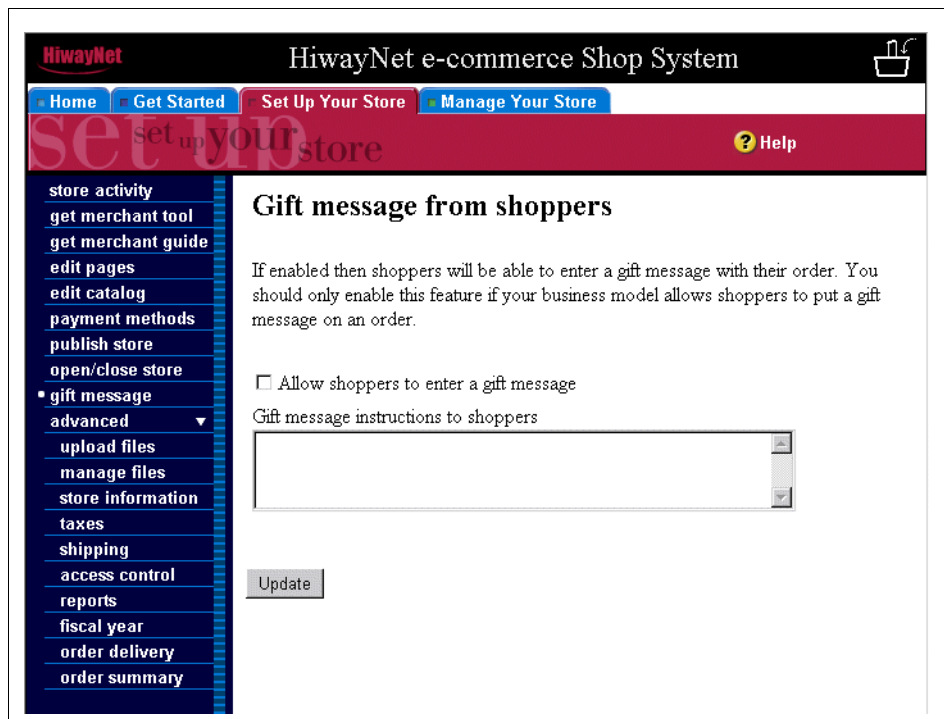 HiwayNet
HiwayNet e-commerce Shop System
Home
Get Started
Set Up Your Store
Manage Your Store
set up
set up your store
Help
store activity
get merchant tool
get merchant guide
edit pages
edit catalog
payment methods
publish store
open/close store
gift message
advanced
upload files
manage files
store information
taxes
shipping
access control
reports
fiscal year
order delivery
order summary
Gift message from shoppers
If enabled then shoppers will be able to enter a gift message with their order. You
should only enable this feature if your business model allows shoppers to put a gift
message on an order.
Allow shoppers to enter a gift message
Gift message instructions to shoppers
Update